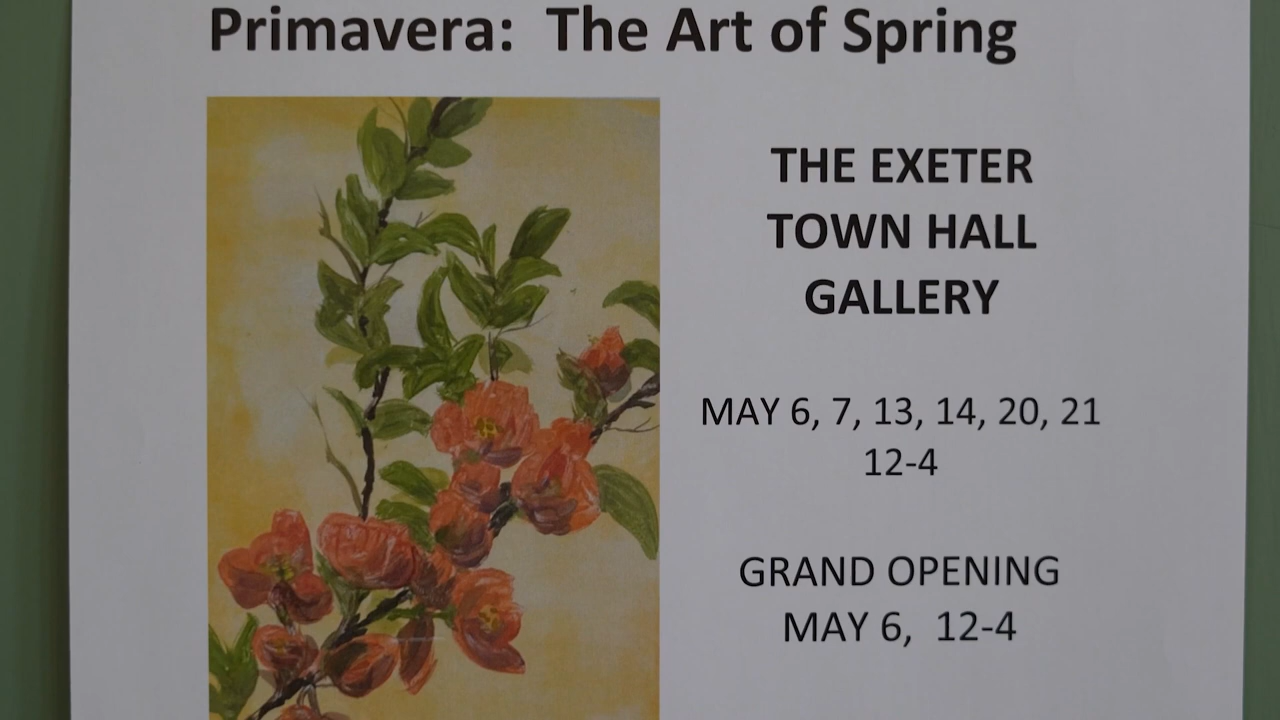 Primavera:  The Art of Spring
THE EXETER
TOWN HALL
GALLERY
MAY 6, 7, 13, 14, 20, 21
12-4
GRAND OPENING
MAY 6,  12-4